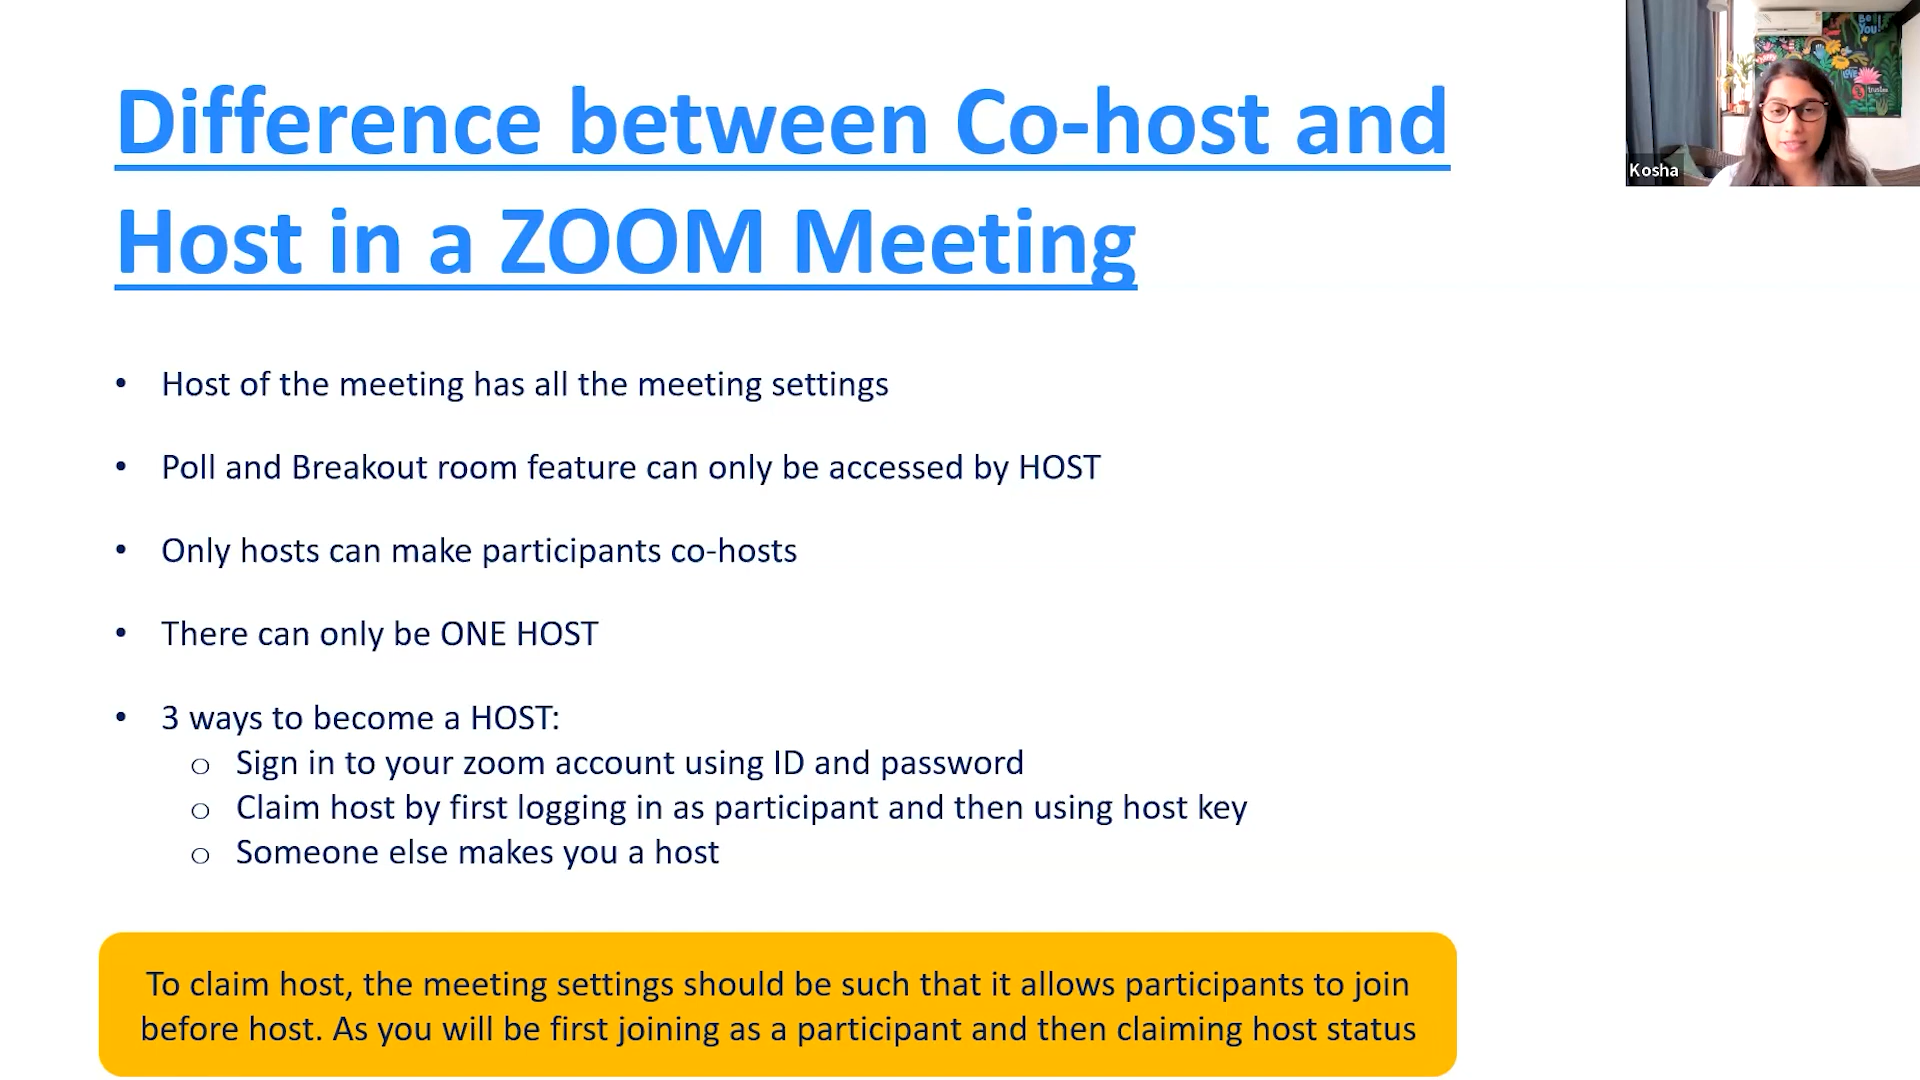 Difference between Co-host and
Host in a ZOOM Meeting
Be
You!
trustea
Kosha
• Host of the meeting has all the meeting settings
• Poll and Breakout room feature can only be accessed by HOST
• Only hosts can make participants co-hosts
• There can only be ONE HOST
• 3 ways to become a HOST:
o Sign in to your zoom account using ID and password
o Claim host by first logging in as participant and then using host key
o Someone else makes you a host
To claim host, the meeting settings should be such that it allows participants to join
before host. As you will be first joining as a participant and then claiming host status